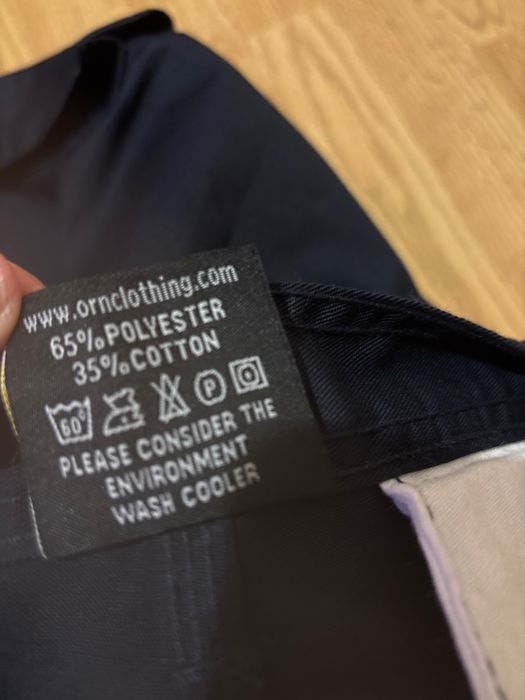 www.ornclothing.com
65%POLYESTER
35%COTTON
60° P
PLEASE CONSIDER THE
ENVIRONMENT
WASH COOLER